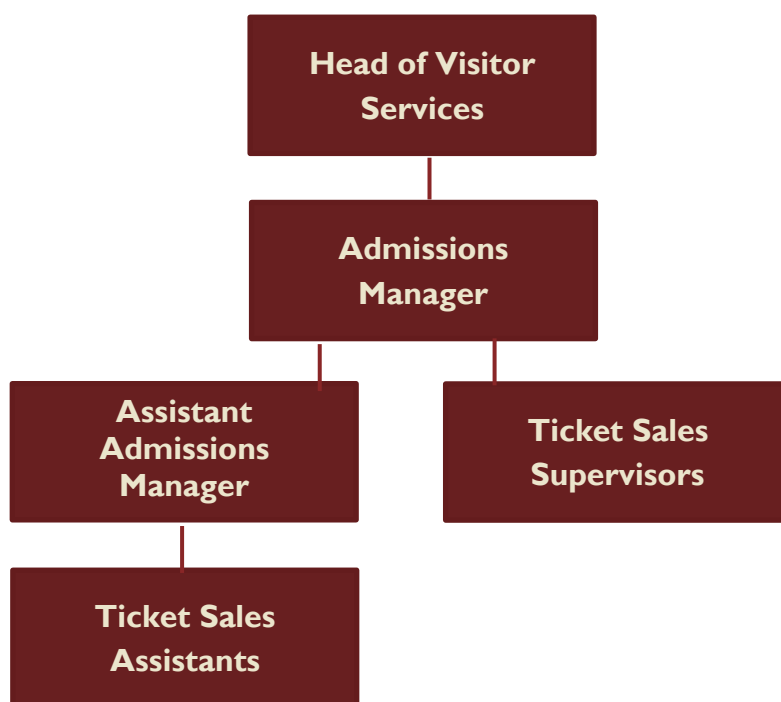 Head of Visitor
Services
Admissions
Manager
Assistant
Admissions
Manager
Ticket Sales
Supervisors
Ticket Sales
Assistants